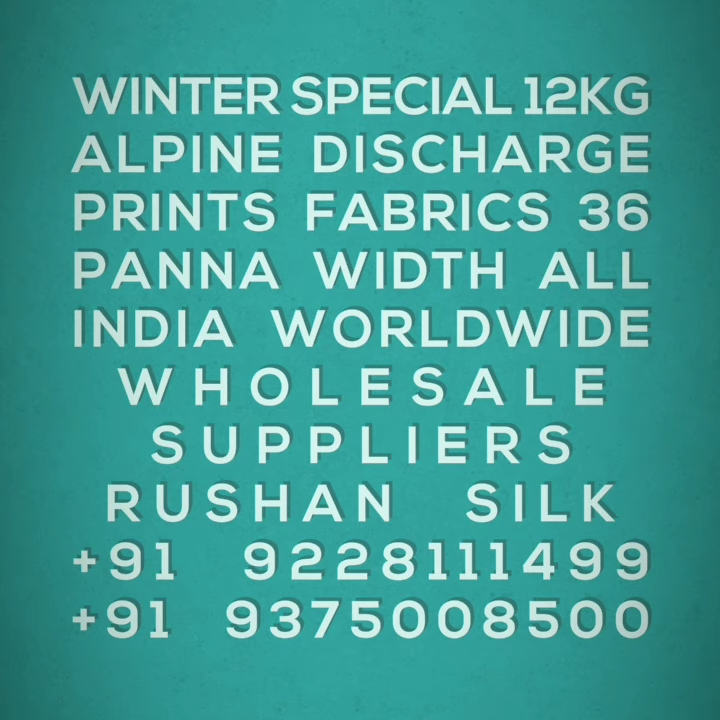 WINTER SPECIAL 12KG
ALPINE DISCHARGE
PRINTS FABRICS 36
PANNA WIDTH ALL
INDIA WORLDWIDE
WHOLESALE
SUPPLIERS
RUSHAN SILK
+91 9228111499
+91 9375008500